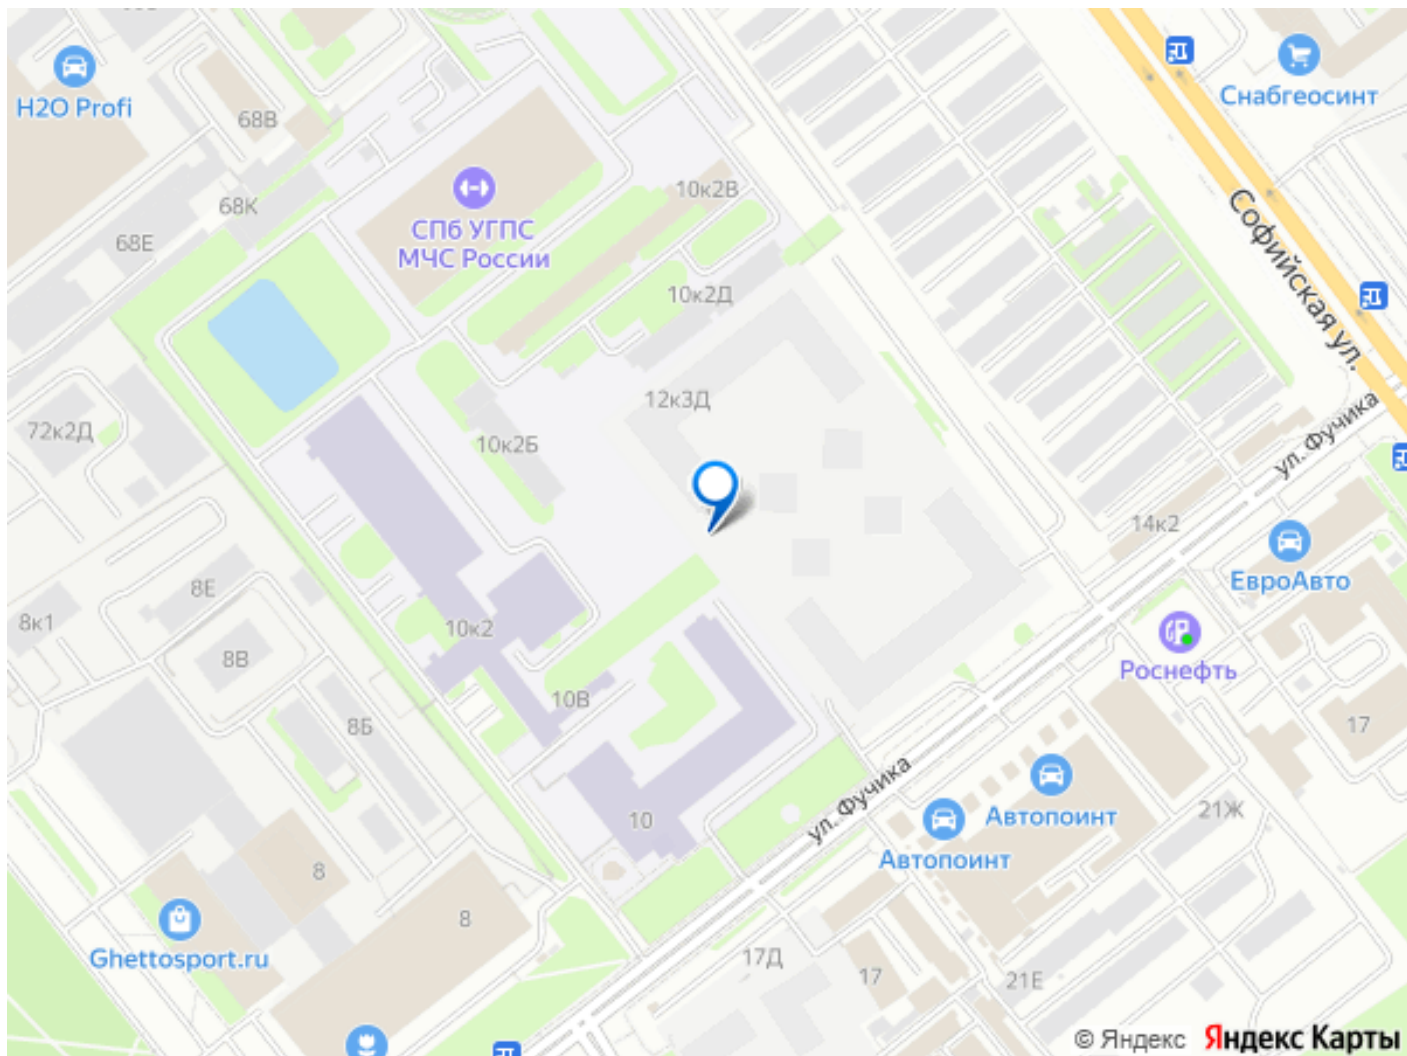 H2O Profi
68В
68К
68Е
СПб УГПС
МЧС России
10к2В
10к2Д
Снабгеосинт
Софийская ул.
72к2Д
12к3Д
10к2Б
ул. Фучика
14к2
ЕвроАвто
8Е
8к1
8В
10к2
10В
8Б
Роснефть
17
ул. Фучика
Автопоинт
Автопоинт
21Ж
10
8
8
Ghettosport.ru
17Д
17
21Е
© Яндекс Яндекс Карты